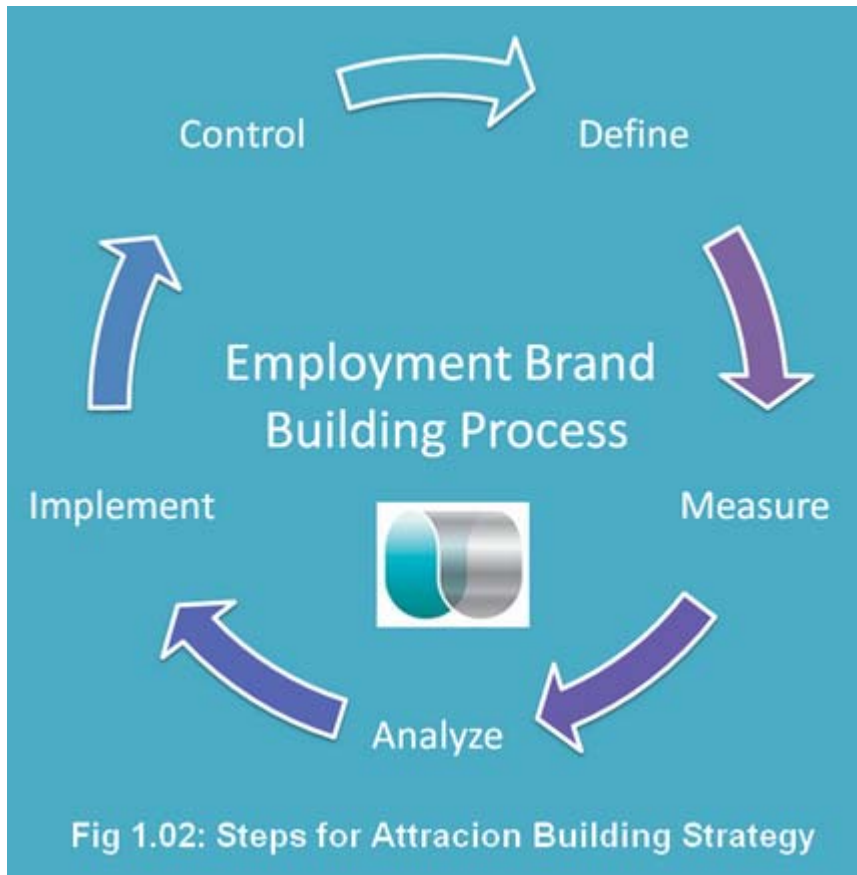 Control
Define
Employment Brand
Building Process
Implement
Measure
Analyze
Fig 1.02: Steps for Attracion Building Strategy